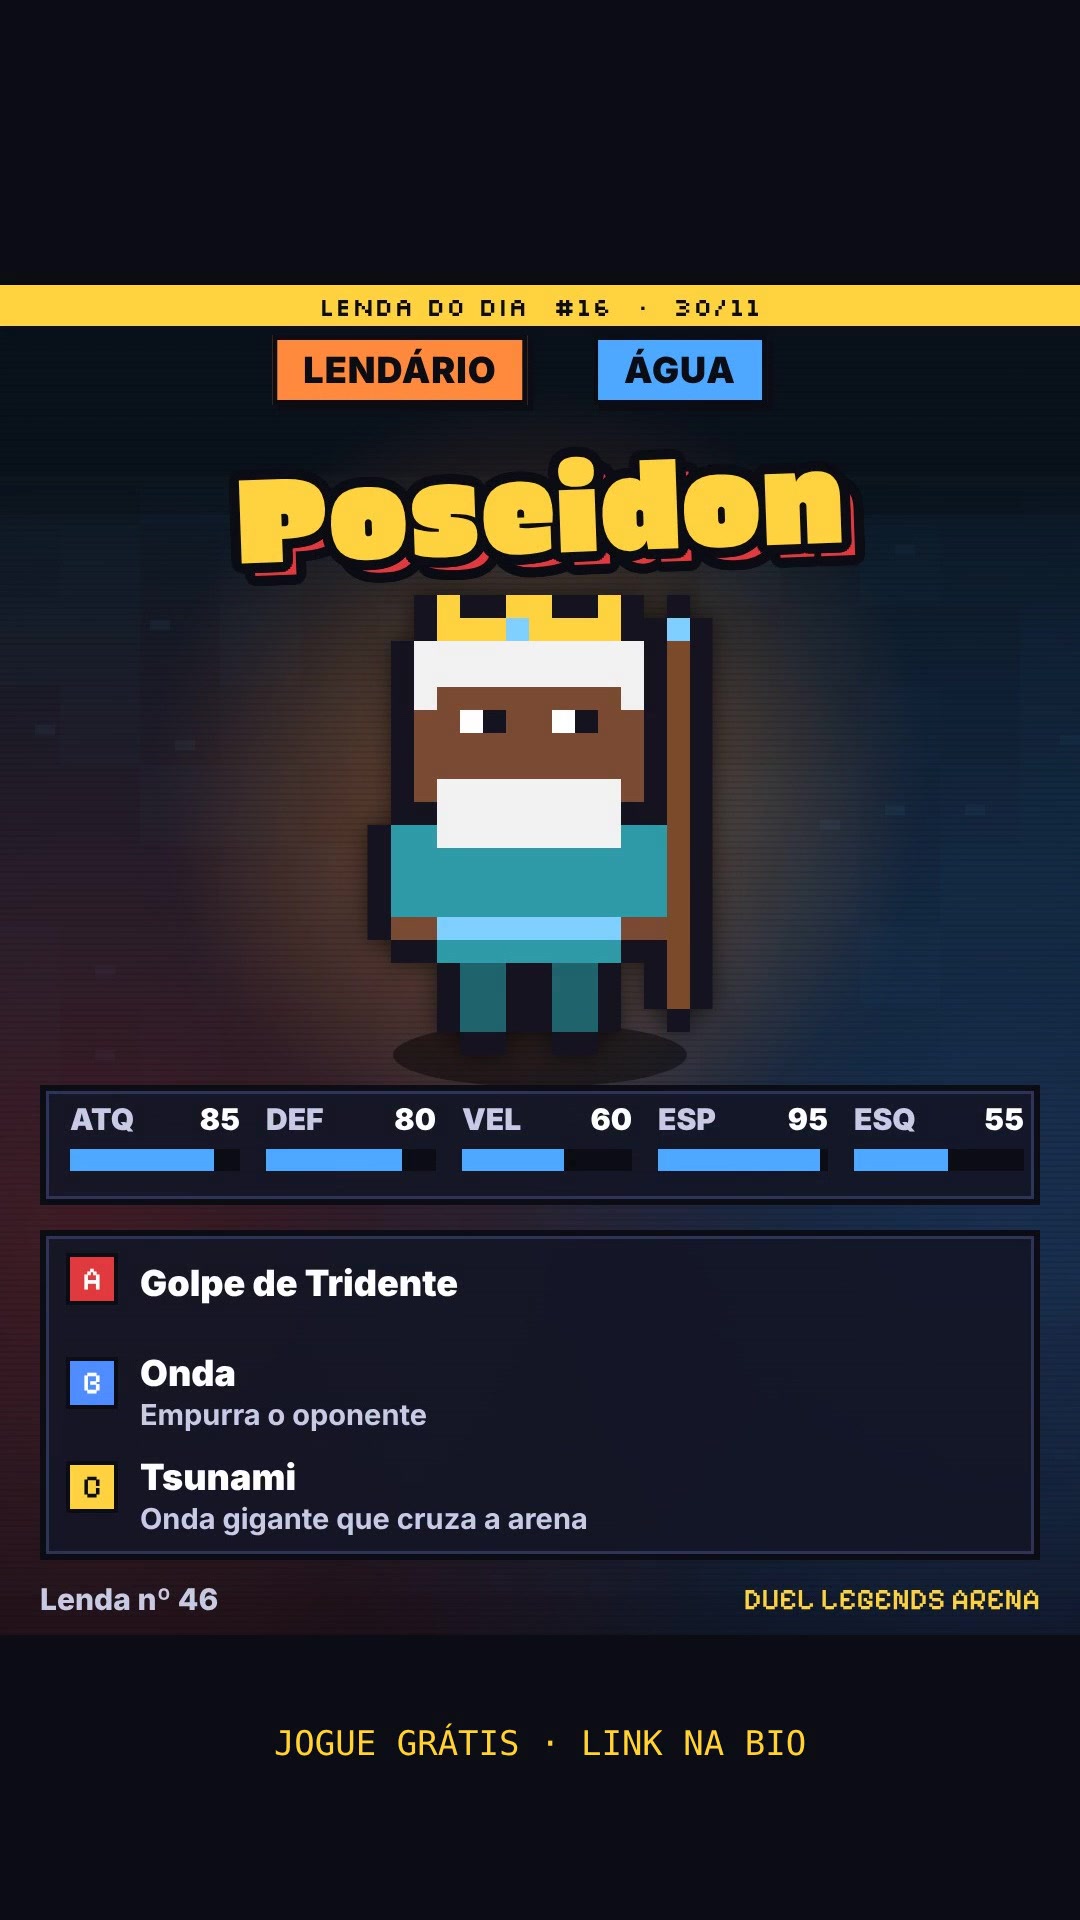 LENDA DO DIA #16 · 30/11
LENDÁRIO ÁGUA
Poseidon
ATQ 85 DEF 80 VEL 60 ESP 95 ESQ 55
A Golpe de Tridente
B Onda
Empurra o oponente
C Tsunami
Onda gigante que cruza a arena
Lenda nº 46 DUEL LEGENDS ARENA
JOGUE GRÁTIS · LINK NA BIO